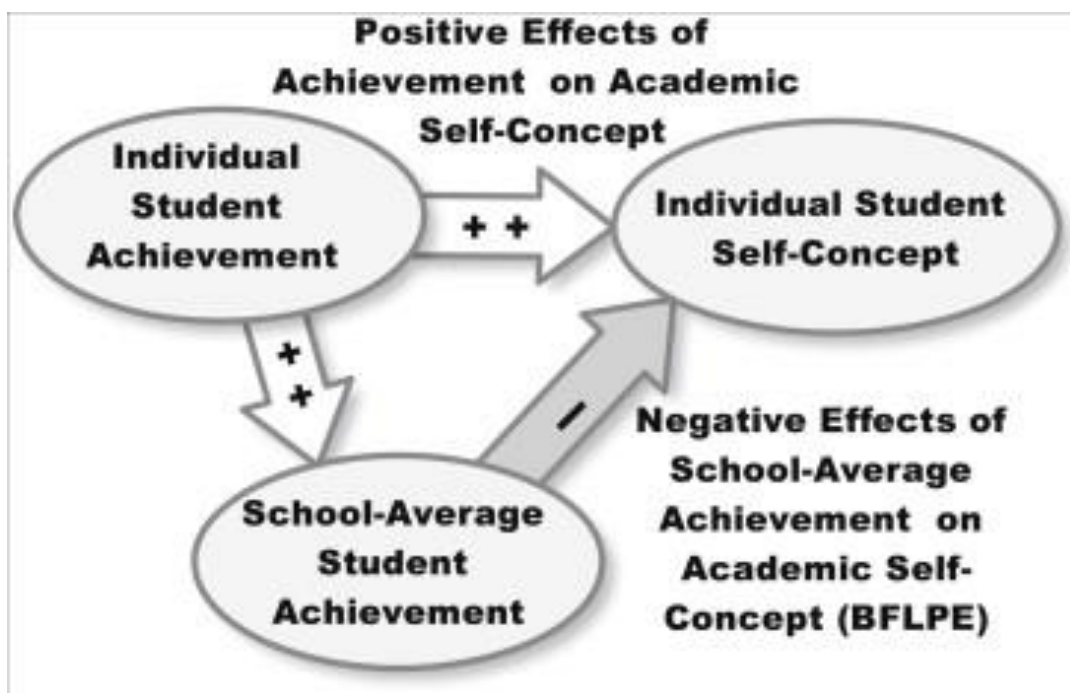 Positive Effects of
Achievement on Academic
Self-Concept
Individual
Student
Achievement
+ +
Individual Student
Self-Concept
+
+
–
School-Average
Student
Achievement
Negative Effects of
School-Average
Achievement on
Academic Self-
Concept (BFLPE)